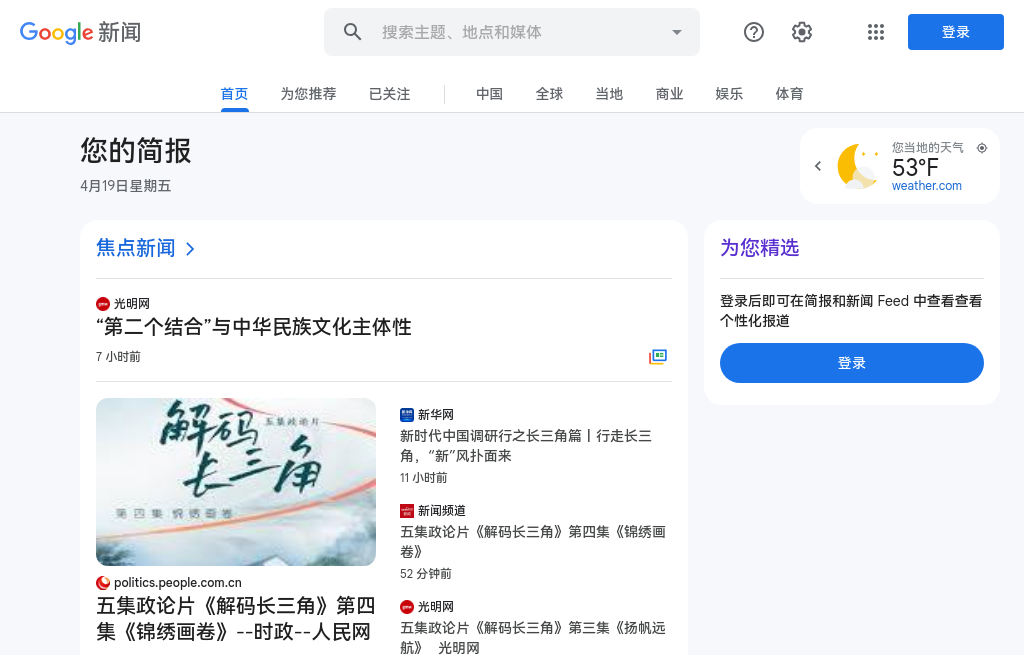 Google 新闻
搜索主题、地点和媒体
登录
首页
为您推荐
已关注
中国
全球
当地
商业
娱乐
体育
您的简报
4月19日星期五
您当地的天气
53°F
weather.com
焦点新闻
光明网
“第二个结合”与中华民族文化主体性
7 小时前
解码
长三角
五集政论片
第四集 锦绣画卷
politics.people.com.cn
五集政论片《解码长三角》第四
集《锦绣画卷》--时政--人民网
新华网
新时代中国调研行之长三角篇丨行走长三
角，“新”风扑面来
11 小时前
新闻频道
五集政论片《解码长三角》第四集《锦绣画
卷》
52 分钟前
光明网
五集政论片《解码长三角》第三集《扬帆远
航》 _光明网
为您精选
登录后即可在简报和新闻 Feed 中查看查看
个性化报道
登录